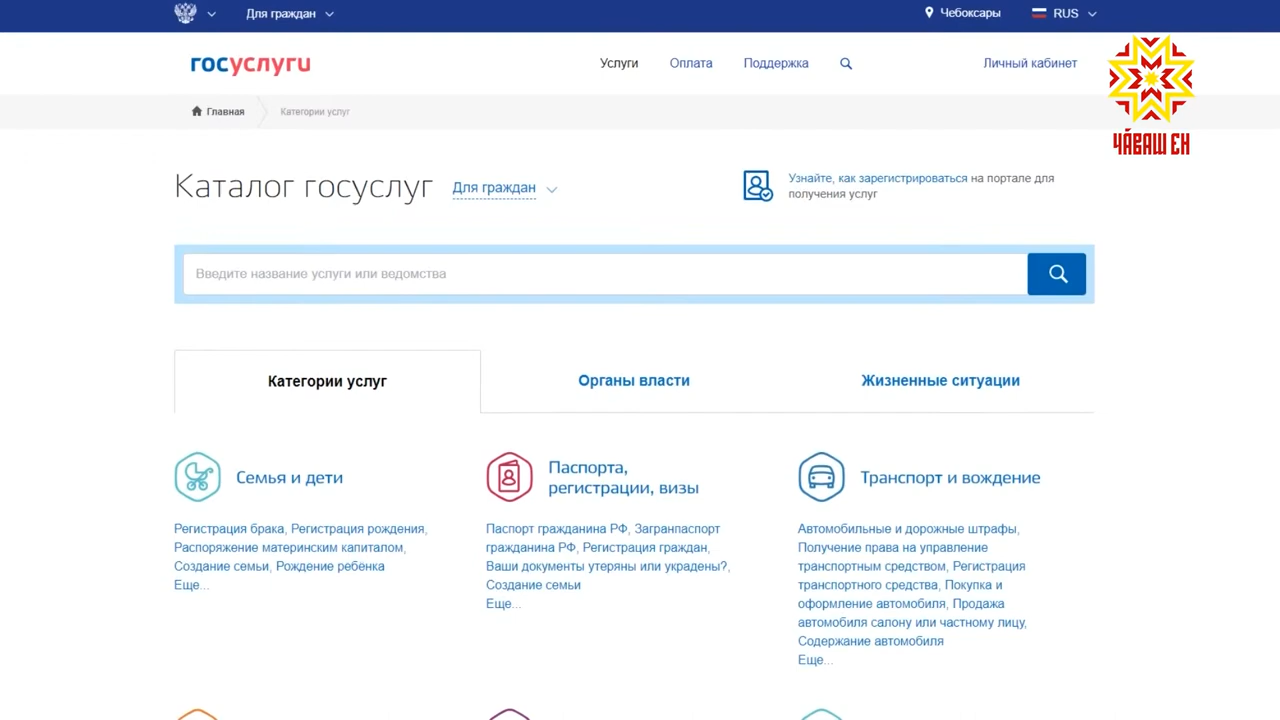 Для граждан
Чебоксары
RUS
госуслуги
Услуги
Оплата
Поддержка
Личный кабинет
ЧӐВАШ ЕН
Главная
Категории услуг
Каталог госуслуг
Для граждан
Узнайте, как зарегистрироваться на портале для
получения услуг
Введите название услуги или ведомства
Категории услуг
Органы власти
Жизненные ситуации
Семья и дети
Регистрация брака, Регистрация рождения,
Распоряжение материнским капиталом,
Создание семьи, Рождение ребёнка
Еще...
Паспорта,
регистрации, визы
Паспорт гражданина РФ, Загранпаспорт
гражданина РФ, Регистрация граждан,
Ваши документы утеряны или украдены?,
Создание семьи
Еще...
Транспорт и вождение
Автомобильные и дорожные штрафы,
Получение права на управление
транспортным средством, Регистрация
транспортного средства, Покупка и
оформление автомобиля, Продажа
автомобиля салону или частному лицу,
Содержание автомобиля
Еще...